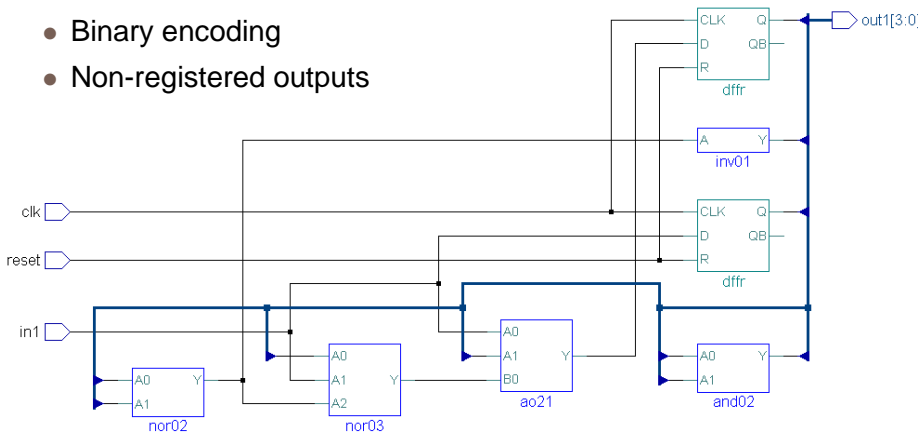 Binary encoding
Non-registered outputs
CLK Q
D QB
R
dffr
out1[3:0]
A Y
inv01
clk
reset
in1
CLK Q
D QB
R
dffr
A0 Y
A1
nor02
A0
A1 Y
A2
nor03
A0
A1 Y
B0
ao21
A0 Y
A1
and02